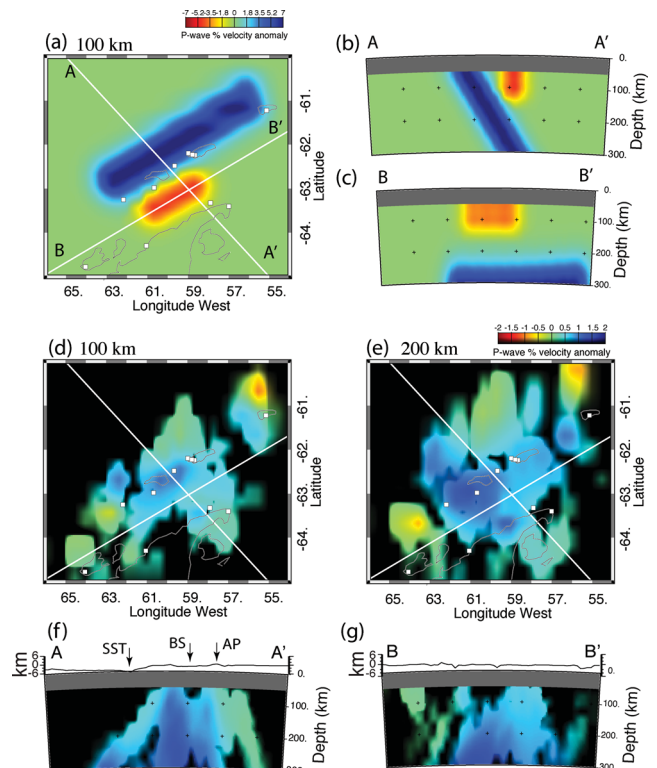 -7 -5.25 -3.5 -1.8 0 1.8 3.5 5.25 7
P-wave % velocity anomaly
(a) 100 km
A
B'
B
A'
-61.
-62.
-63.
-64.
Latitude
65. 63. 61. 59. 57. 55.
Longitude West
(b) A A'
0.
100.
200.
300.
Depth (km)
(c) B B'
0.
100.
200.
300.
Depth (km)
(d) 100 km
-61.
-62.
-63.
-64.
Latitude
65. 63. 61. 59. 57. 55.
Longitude West
-2 -1.5 -1 -0.5 0 0.5 1 1.5 2
P-wave % velocity anomaly
(e) 200 km
-61.
-62.
-63.
-64.
Latitude
65. 63. 61. 59. 57. 55.
Longitude West
(f)
A SST BS AP A'
km
6
0
-6
0.
100.
200.
Depth (km)
(g)
B B'
km
6
0
-6
0.
100.
200.
Depth (km)